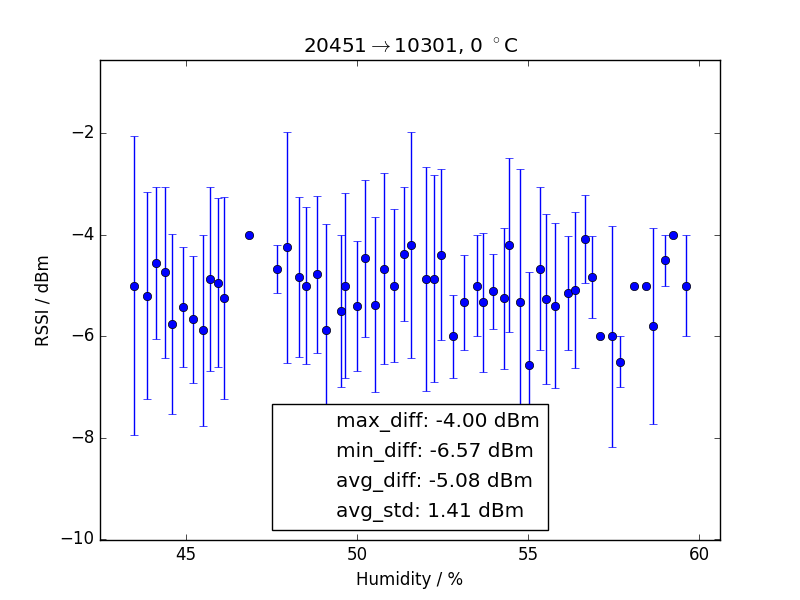 20451→10301, 0 °C
RSSI / dBm
−2
−4
−6
−8
−10
max_diff: -4.00 dBm
min_diff: -6.57 dBm
avg_diff: -5.08 dBm
avg_std: 1.41 dBm
45
50
55
60
Humidity / %